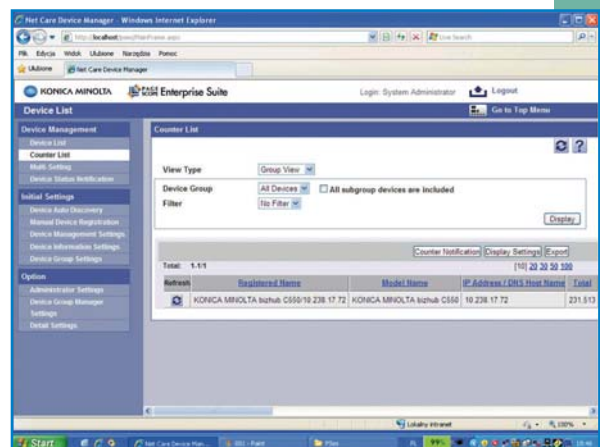 Net Care Device Manager - Windows Internet Explorer
Live Search
Plik Edycja Widok Ulubione Narzędzia Pomoc
Ulubione Net Care Device Manager
KONICA MINOLTA PAGE SCOPE Enterprise Suite Login: System Administrator Logout
Device List Go to Top Menu
Device Management
Device List
Counter List
Multi Setting
Device Status Notification
Initial Settings
Device Auto Discovery
Manual Device Registration
Device Management Settings
Device Information Settings
Device Group Settings
Option
Administrator Settings
Device Group Manager
Settings
Detail Settings
Counter List
View Type Group View
Device Group All Devices All subgroup devices are included
Filter No Filter
Display
Counter Notification Display Settings Export
Total: 1-1/1 [10] 20 30 50 100
Refresh Registered Name Model Name IP Address / DNS Host Name Total
KONICA MINOLTA bizhub C550/10.238.17.72 KONICA MINOLTA bizhub C550 10.238.17.72 231,513
Lokalny intranet 100%
Start Net Care Device Man... 001 - Paint PL 99%